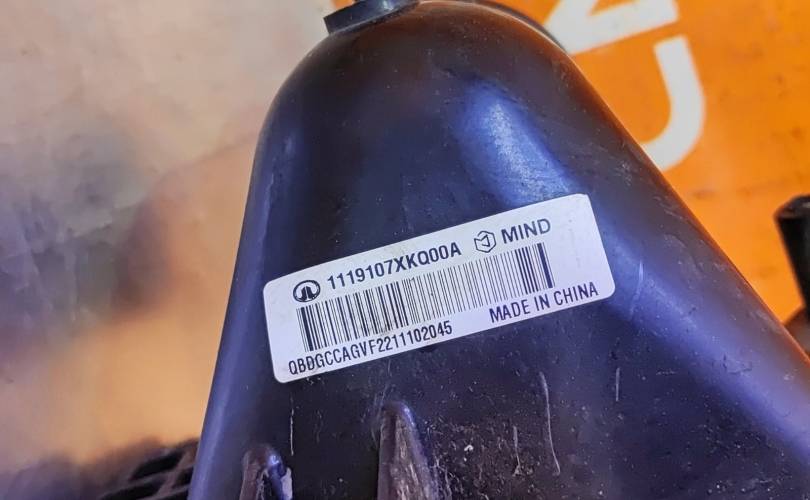 1119107XKQ00A MIND
QBDGCCAGVF2211102045 MADE IN CHINA